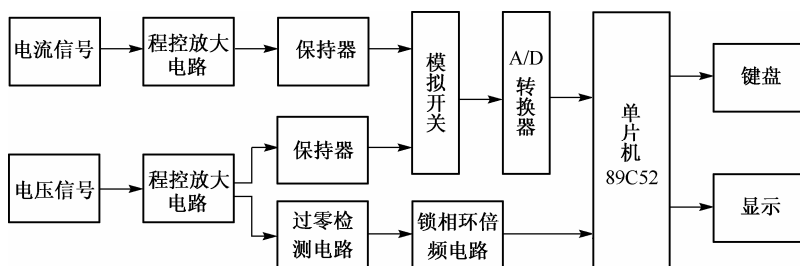 电流信号
程控放大
电路
保持器
模拟开关
A/D
转换器
单片机
89C52
键盘
电压信号
程控放大
电路
保持器
过零检
测电路
锁相环倍
频电路
显示